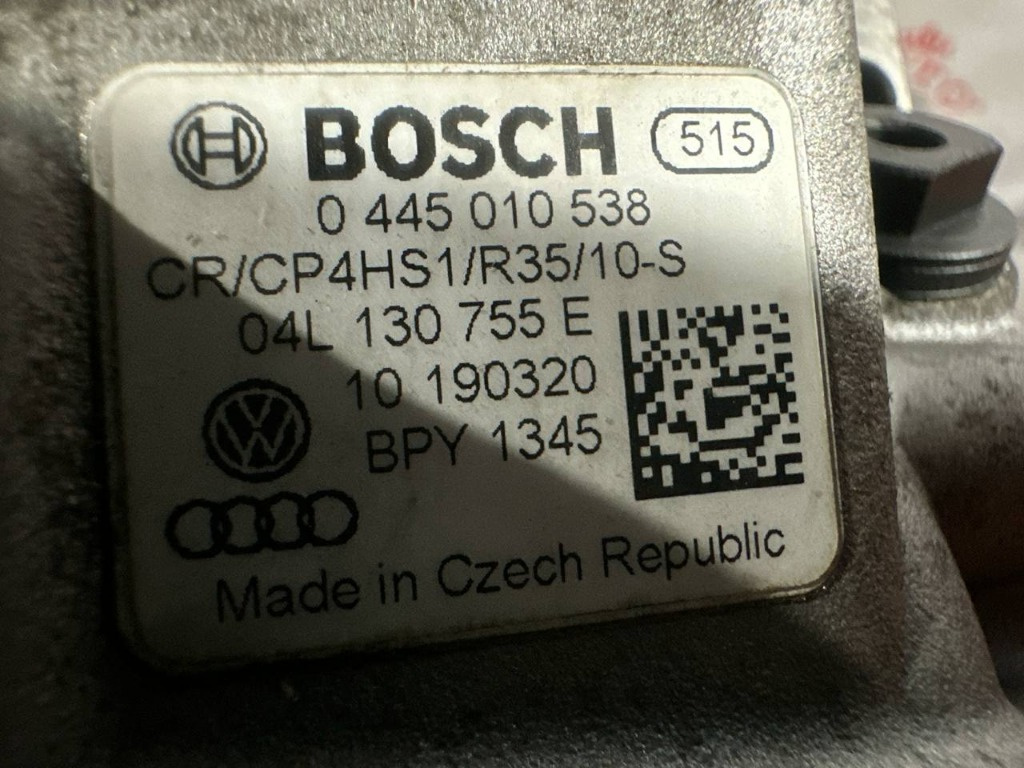 BOSCH 515
0 445 010 538
CR/CP4HS1/R35/10-S
04L 130 755 E
10 190320
BPY 1345
Made in Czech Republic